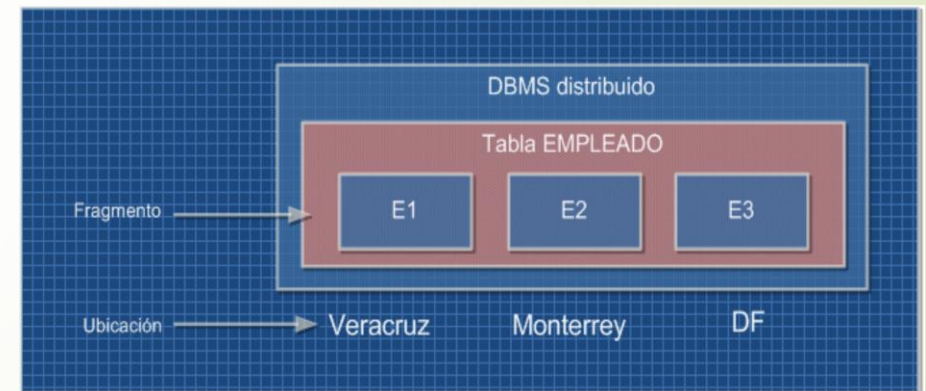 DBMS distribuido
Tabla EMPLEADO
Fragmento
E1 E2 E3
Ubicación
Veracruz Monterrey DF